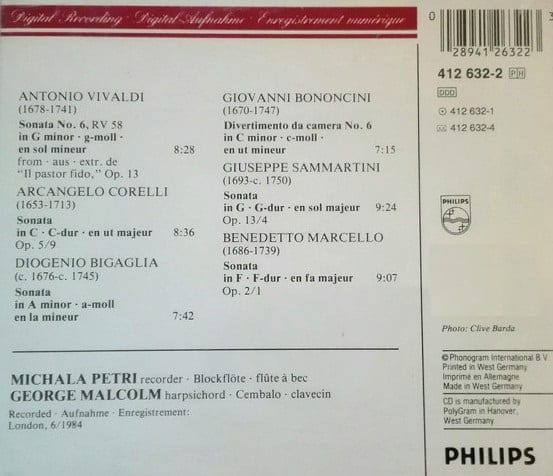 Digital Recording · Digital-Aufnahme · Enregistrement numérique
ANTONIO VIVALDI
(1678-1741)
Sonata No. 6, RV 58
in G minor · g-moll ·
en sol mineur 8:28
from · aus · extr. de
"Il pastor fido," Op. 13
ARCANGELO CORELLI
(1653-1713)
Sonata
in C · C-dur · en ut majeur 8:36
Op. 5/9
DIOGENIO BIGAGLIA
(c. 1676-c. 1745)
Sonata
in A minor · a-moll
en la mineur 7:42
GIOVANNI BONONCINI
(1670-1747)
Divertimento da camera No. 6
in C minor · c-moll ·
en ut mineur 7:15
GIUSEPPE SAMMARTINI
(1693-c. 1750)
Sonata
in G · G-dur · en sol majeur 9:24
Op. 13/4
BENEDETTO MARCELLO
(1686-1739)
Sonata
in F · F-dur · en fa majeur 9:07
Op. 2/1
MICHALA PETRI recorder · Blockflöte · flûte à bec
GEORGE MALCOLM harpsichord · Cembalo · clavecin
Recorded · Aufnahme · Enregistrement:
London, 6/1984
0
28941 26322
412 632-2 PH
DDD
412 632-1
412 632-4
PHILIPS
Photo: Clive Barda
©Phonogram International B.V.
Printed in West Germany
Imprimé en Allemagne
Made in West Germany
CD is manufactured by
PolyGram in Hanover,
West Germany
PHILIPS